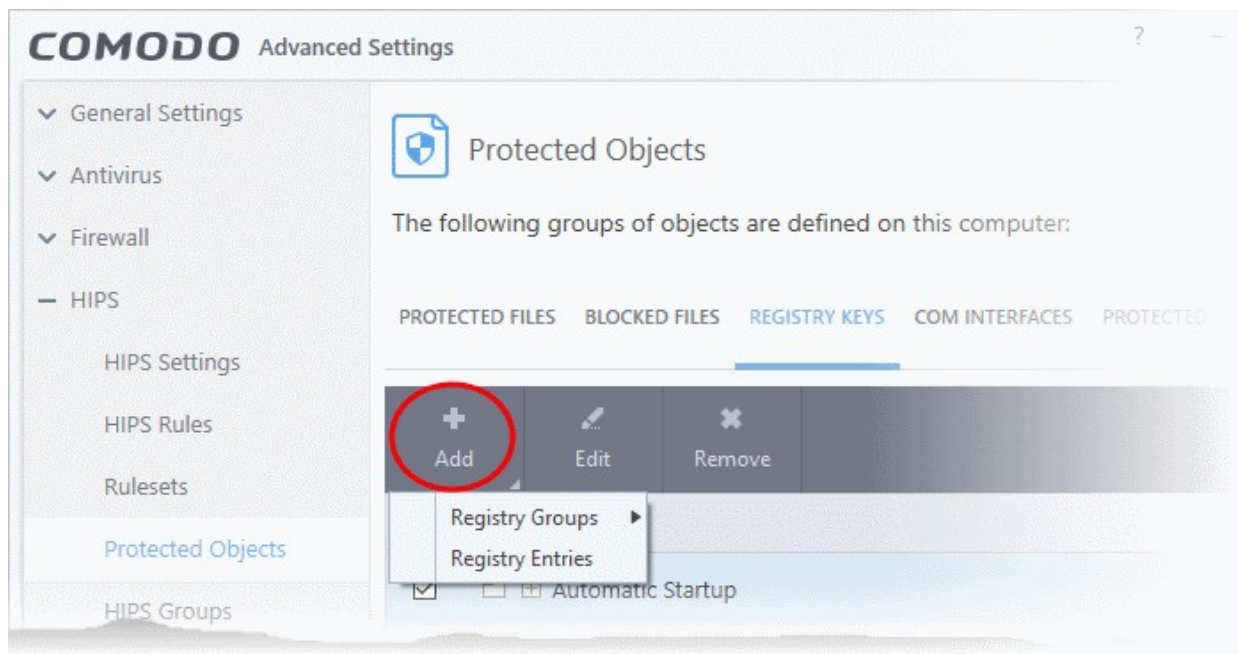 COMODO Advanced Settings ?
General Settings
Antivirus
Firewall
HIPS
HIPS Settings
HIPS Rules
Rulesets
Protected Objects
HIPS Groups
Protected Objects
The following groups of objects are defined on this computer:
PROTECTED FILES BLOCKED FILES REGISTRY KEYS COM INTERFACES PROTECTED
Add Edit Remove
Registry Groups
Registry Entries
Automatic Startup